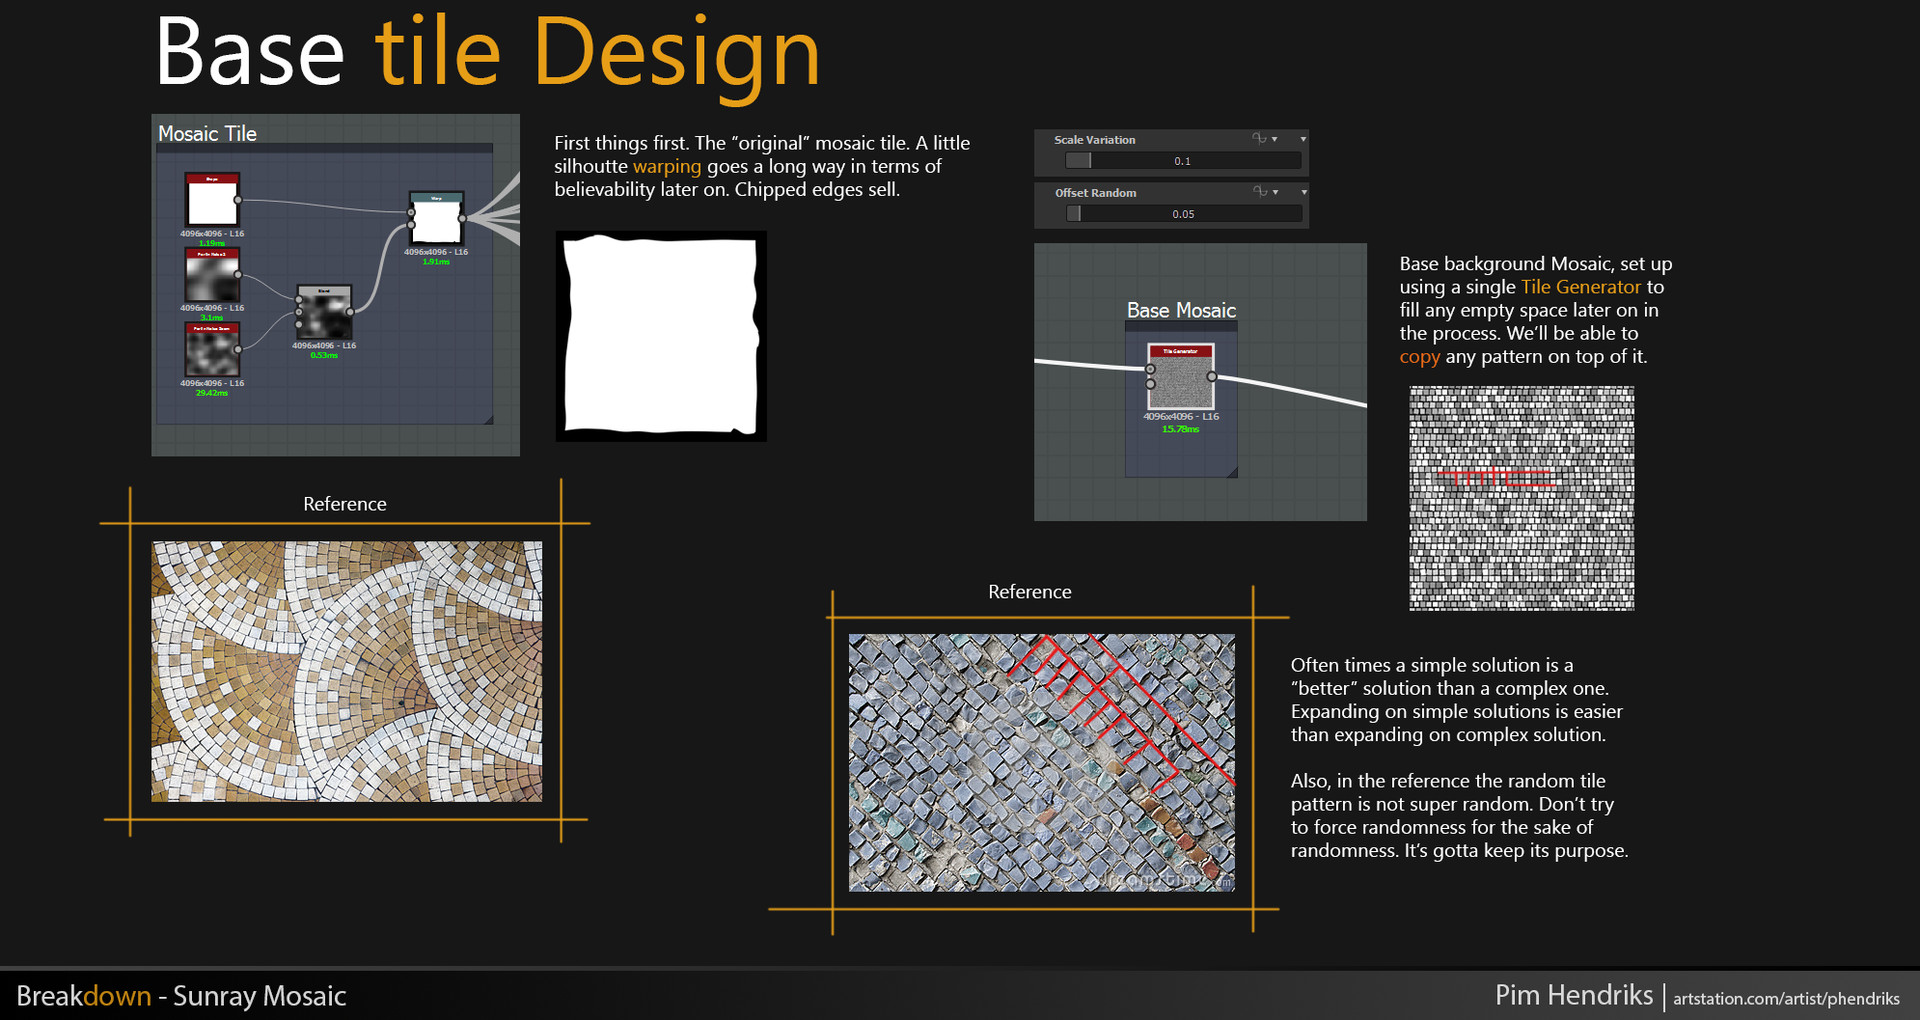 Base tile Design
Mosaic Tile
Shape
4096x4096 - L16
1.19ms
Perlin Noise 2
4096x4096 - L16
3.1ms
Perlin Noise Zoom
4096x4096 - L16
29.42ms
Blend
4096x4096 - L16
0.53ms
Warp
4096x4096 - L16
1.91ms
First things first. The “original” mosaic tile. A little
silhoutte warping goes a long way in terms of
believability later on. Chipped edges sell.
Scale Variation
0.1
Offset Random
0.05
Base Mosaic
Tile Generator
4096x4096 - L16
15.78ms
Base background Mosaic, set up
using a single Tile Generator to
fill any empty space later on in
the process. We’ll be able to
copy any pattern on top of it.
Reference
Reference
dreamstime.com
Often times a simple solution is a
“better” solution than a complex one.
Expanding on simple solutions is easier
than expanding on complex solution.
Also, in the reference the random tile
pattern is not super random. Don’t try
to force randomness for the sake of
randomness. It’s gotta keep its purpose.
Breakdown - Sunray Mosaic
Pim Hendriks | artstation.com/artist/phendriks